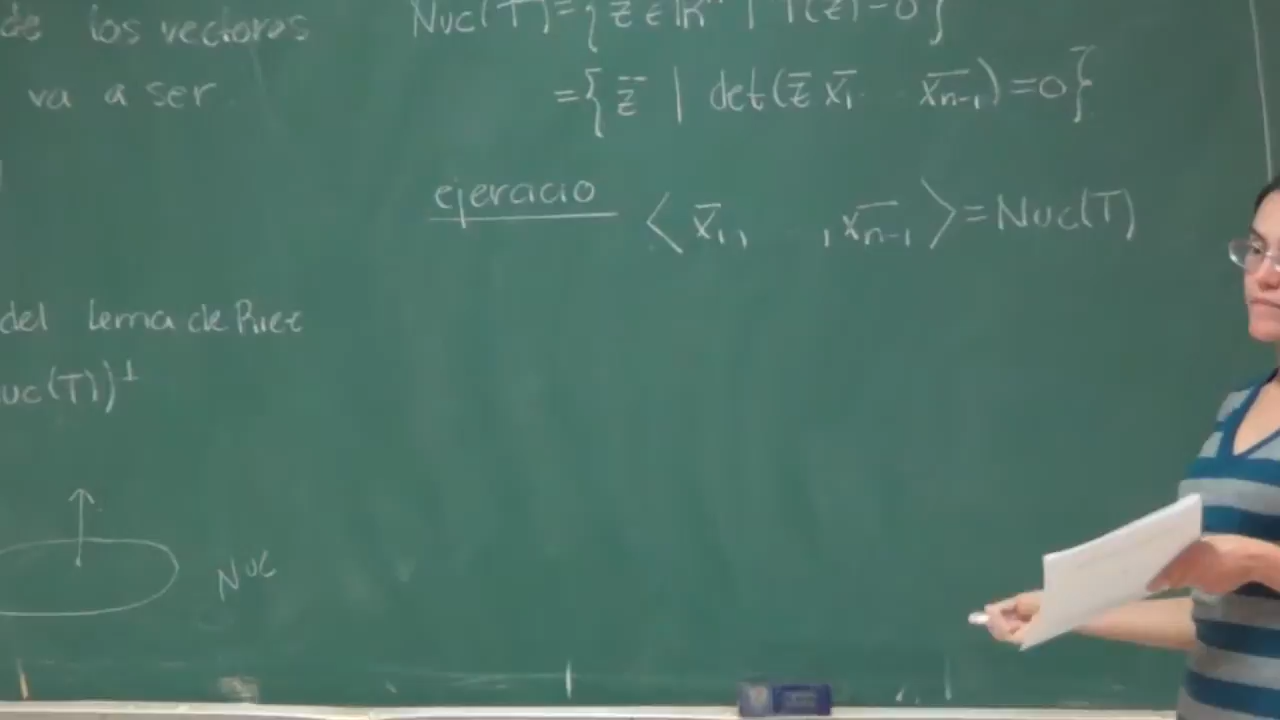 de los vectores
va a ser
del lema de Riez
uc(T))⊥
Nuc
Nuc(T)={z̄ ∈ ℝⁿ | T(z̄)=0}
={z̄ | det(z̄ x̄₁ x̄ₙ₋₁)=0}
ejercicio ⟨x̄₁, , x̄ₙ₋₁⟩=Nuc(T)